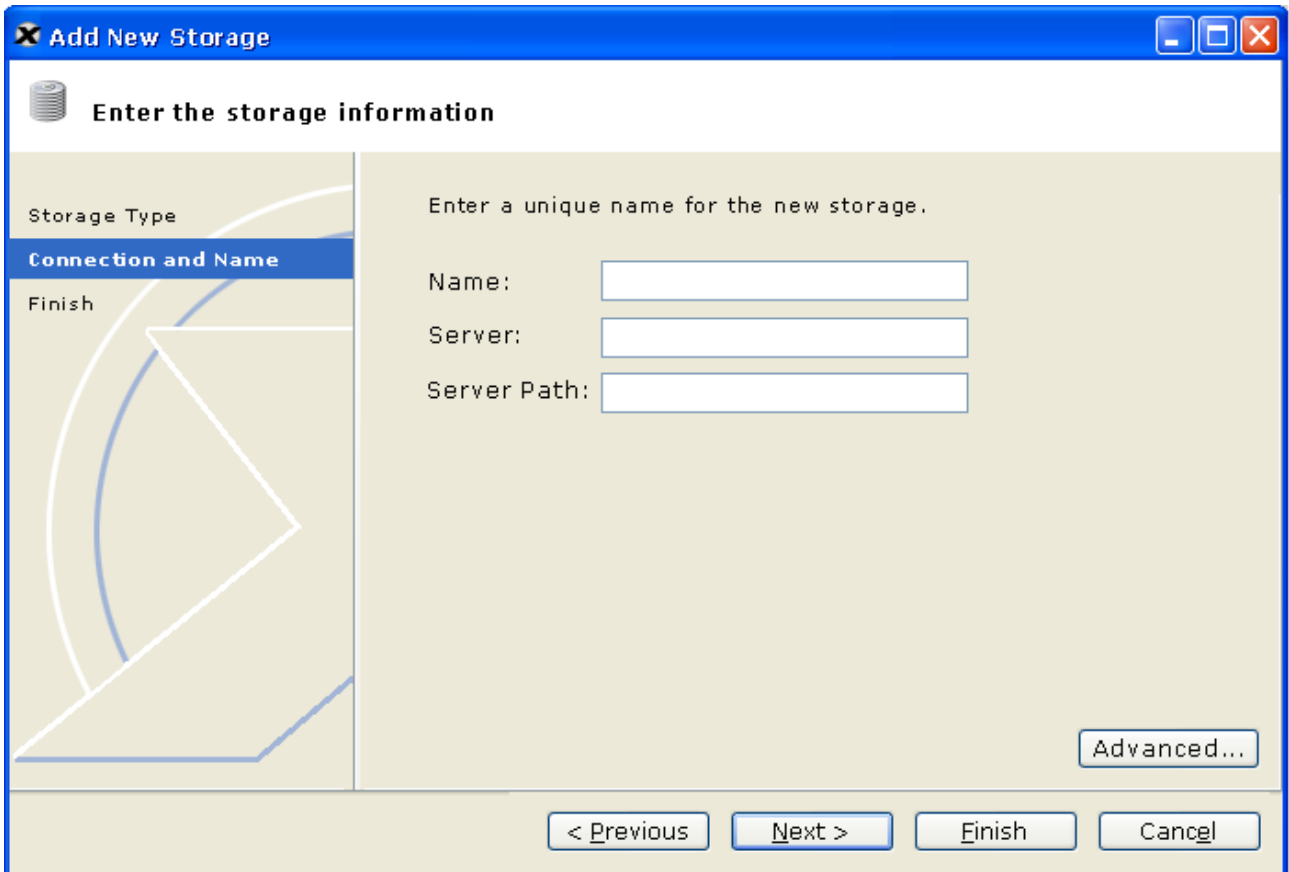 Add New Storage
Enter the storage information
Storage Type
Connection and Name
Finish
Enter a unique name for the new storage.
Name:
Server:
Server Path:
Advanced...
< Previous
Next >
Finish
Cancel